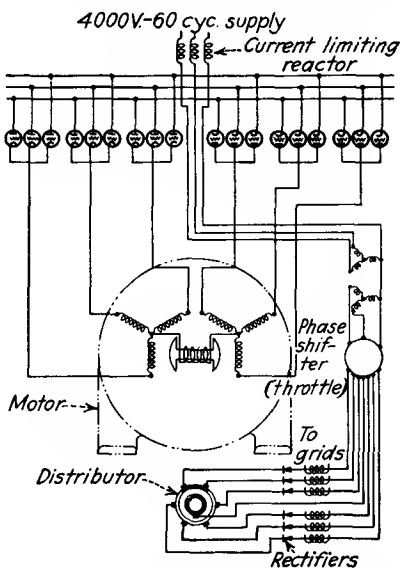 4000V.-60 cyc. supply
Current limiting
reactor
Phase
shif-
ter
(throttle)
Motor
To
grids
Distributor
Rectifiers